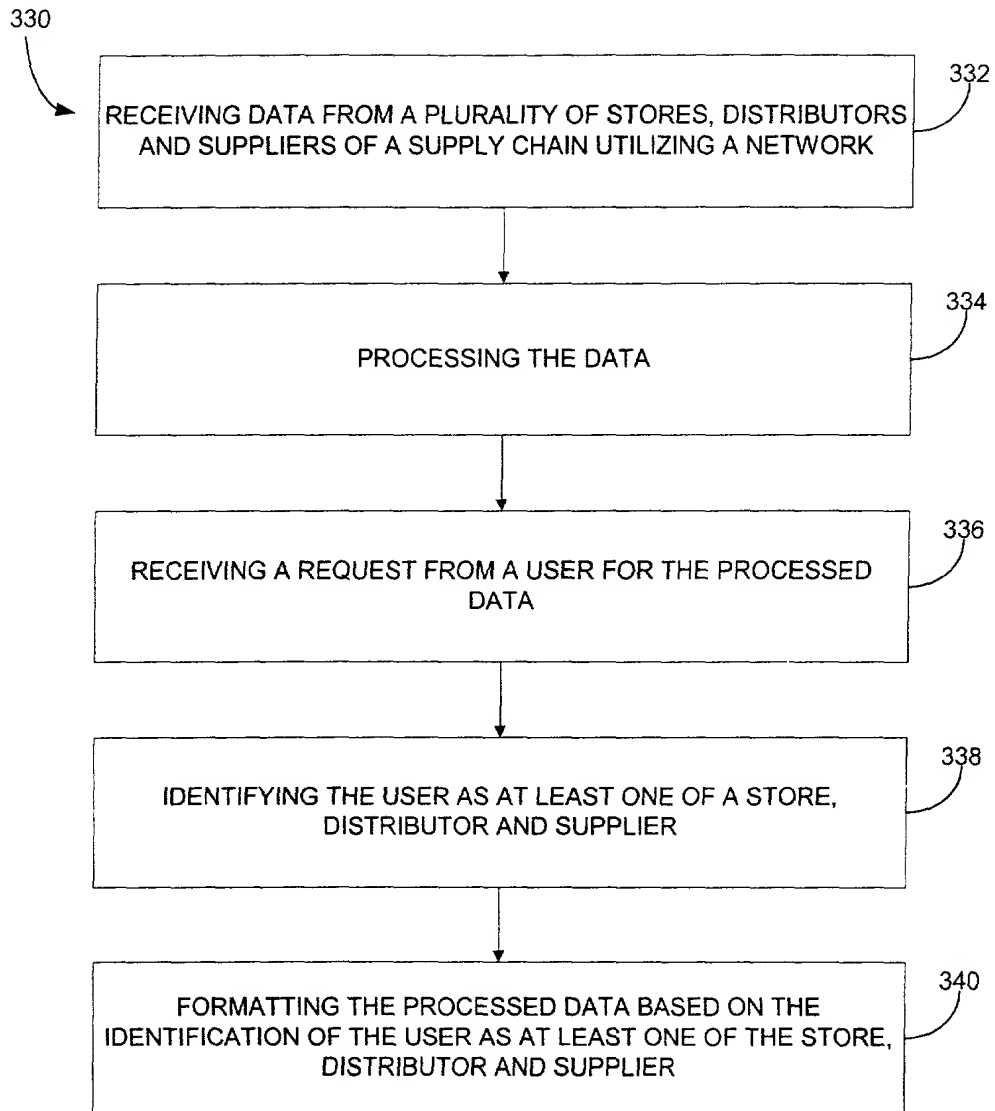 330
332
RECEIVING DATA FROM A PLURALITY OF STORES, DISTRIBUTORS
AND SUPPLIERS OF A SUPPLY CHAIN UTILIZING A NETWORK
334
PROCESSING THE DATA
336
RECEIVING A REQUEST FROM A USER FOR THE PROCESSED
DATA
338
IDENTIFYING THE USER AS AT LEAST ONE OF A STORE,
DISTRIBUTOR AND SUPPLIER
340
FORMATTING THE PROCESSED DATA BASED ON THE
IDENTIFICATION OF THE USER AS AT LEAST ONE OF THE STORE,
DISTRIBUTOR AND SUPPLIER